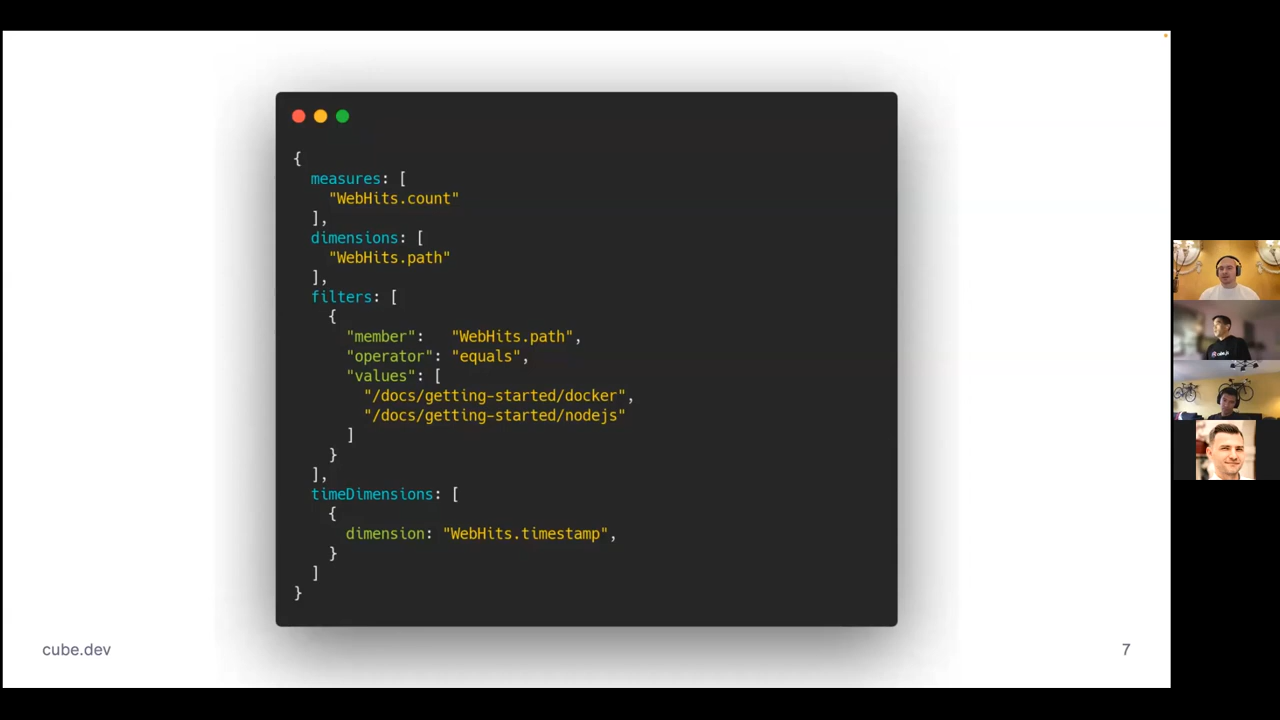 {
measures: [
"WebHits.count"
],
dimensions: [
"WebHits.path"
],
filters: [
{
"member":   "WebHits.path",
"operator": "equals",
"values": [
"/docs/getting-started/docker",
"/docs/getting-started/nodejs"
]
}
],
timeDimensions: [
{
dimension: "WebHits.timestamp",
}
]
}
cube.dev
7